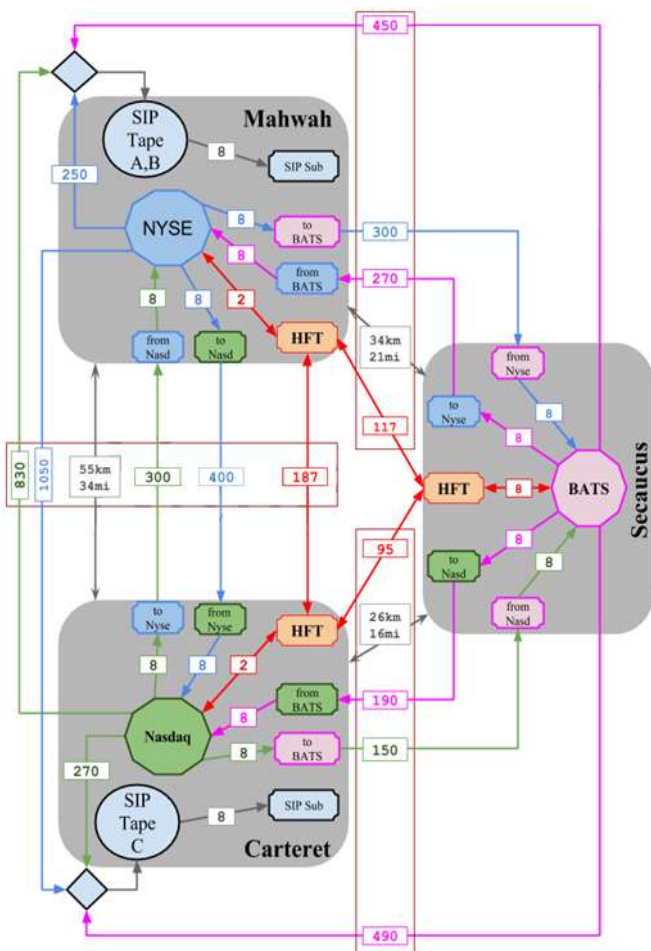 450
SIP
Tape
A,B
Mahwah
8
SIP Sub
250
NYSE
8
to
BATS
300
8
from
BATS
270
8
8
2
HFT
from
Nasd
to
Nasd
34km
21mi
from
Nyse
to
Nyse
8
8
117
830
1050
55km
34mi
300
400
187
HFT
8
BATS
Secaucus
95
8
8
to
Nasd
from
Nasd
to
Nyse
from
Nyse
HFT
26km
16mi
8
8
2
from
BATS
190
Nasdaq
8
8
to
BATS
150
270
SIP
Tape
C
8
SIP Sub
Carteret
490